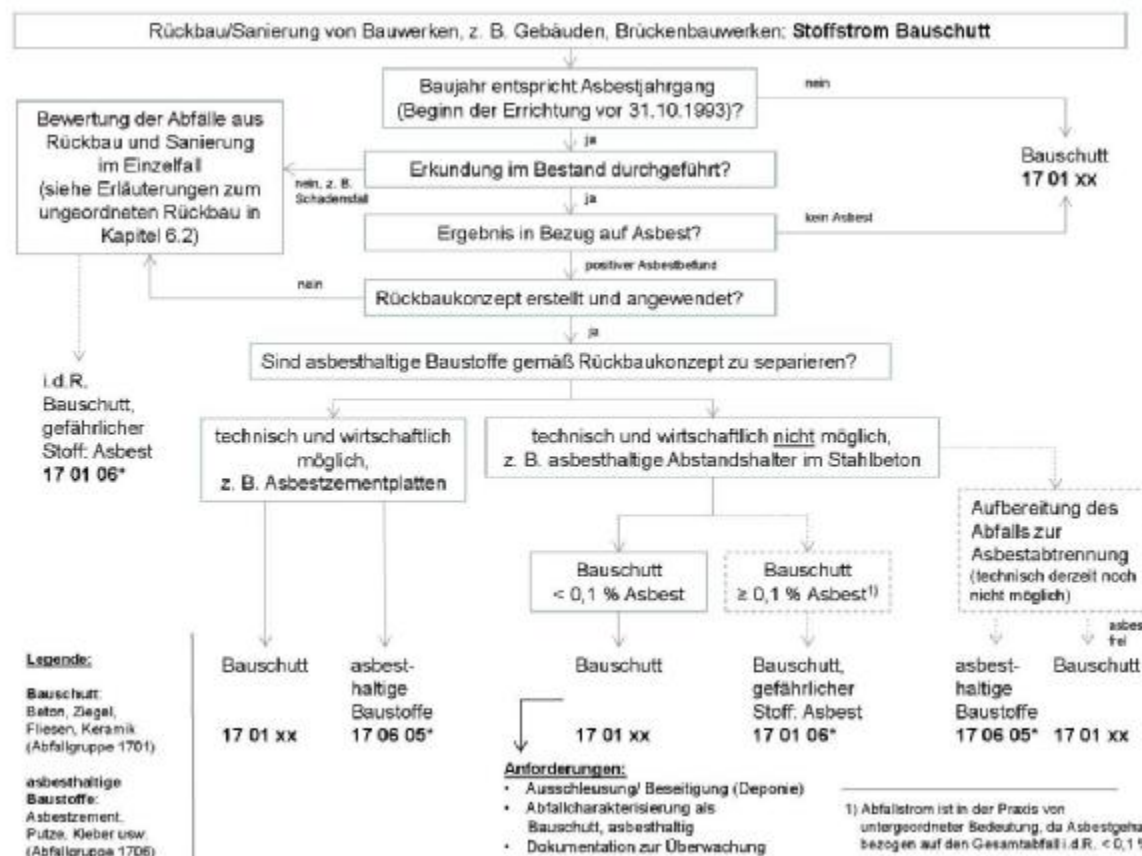 Rückbau/Sanierung von Bauwerken, z. B. Gebäuden, Brückenbauwerken: Stoffstrom Bauschutt
Baujahr entspricht Asbestjahrgang
(Beginn der Errichtung vor 31.10.1993)?
nein
ja
Bauschutt
17 01 xx
Bewertung der Abfälle aus
Rückbau und Sanierung
im Einzelfall
(siehe Erläuterungen zum
ungeordneten Rückbau in
Kapitel 6.2)
Erkundung im Bestand durchgeführt?
nein, z. B.
Schadensfall
ja
Ergebnis in Bezug auf Asbest?
kein Asbest
positiver Asbestbefund
Rückbaukonzept erstellt und angewendet?
nein
ja
Sind asbesthaltige Baustoffe gemäß Rückbaukonzept zu separieren?
i.d.R.
Bauschutt,
gefährlicher
Stoff: Asbest
17 01 06*
technisch und wirtschaftlich
möglich,
z. B. Asbestzementplatten
technisch und wirtschaftlich nicht möglich,
z. B. asbesthaltige Abstandshalter im Stahlbeton
Aufbereitung des
Abfalls zur
Asbestabtrennung
(technisch derzeit noch
nicht möglich)
Bauschutt
< 0,1 % Asbest
Bauschutt
≥ 0,1 % Asbest¹⁾
asbes
frei
Bauschutt
17 01 xx
asbest-
haltige
Baustoffe
17 06 05*
Bauschutt
17 01 xx
Bauschutt,
gefährlicher
Stoff: Asbest
17 01 06*
asbest-
haltige
Baustoffe
17 06 05*
Bauschutt
17 01 xx
Legende:
Bauschutt:
Beton, Ziegel,
Fliesen, Keramik
(Abfallgruppe 1701)
asbesthaltige
Baustoffe:
Asbestzement,
Putze, Kleber usw.
(Abfallgruppe 1706)
Anforderungen:
• Ausschleusung/ Beseitigung (Deponie)
• Abfallcharakterisierung als
Bauschutt, asbesthaltig
• Dokumentation zur Überwachung
1) Abfallstrom ist in der Praxis von
untergeordneter Bedeutung, da Asbestgeha
bezogen auf den Gesamtabfall i.d.R. < 0,1 %